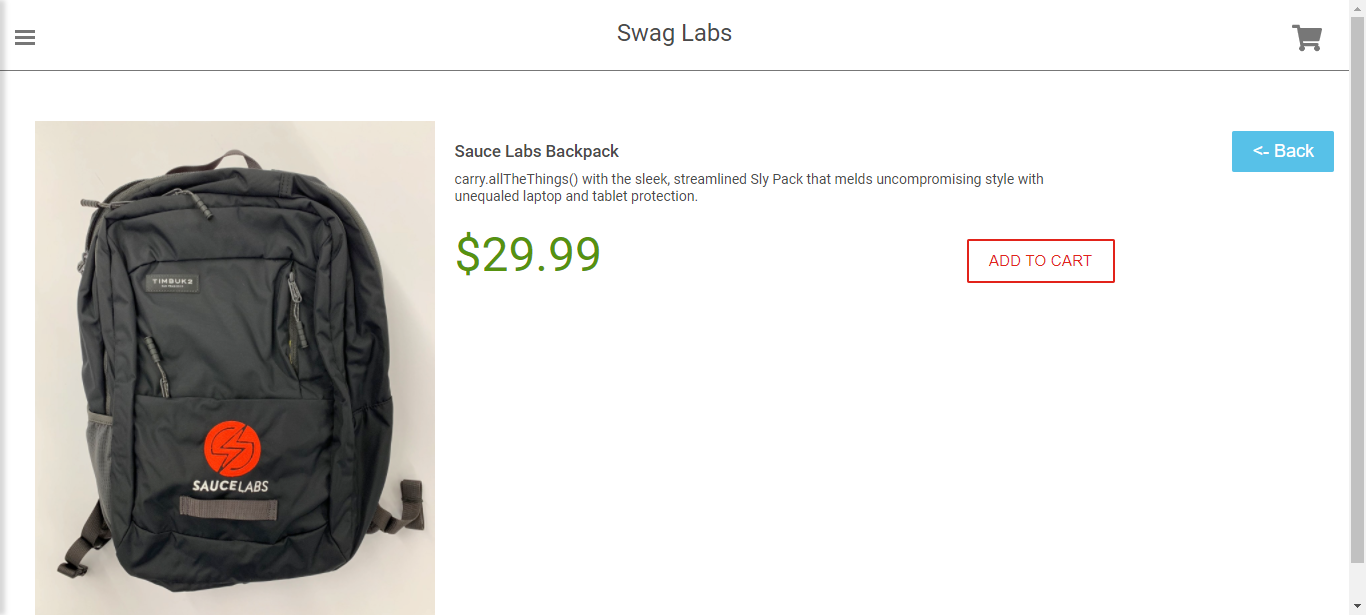 Swag Labs
<- Back
Sauce Labs Backpack
carry.allTheThings() with the sleek, streamlined Sly Pack that melds uncompromising style with
unequaled laptop and tablet protection.
$29.99
ADD TO CART
TIMBUK2
SAUCELABS